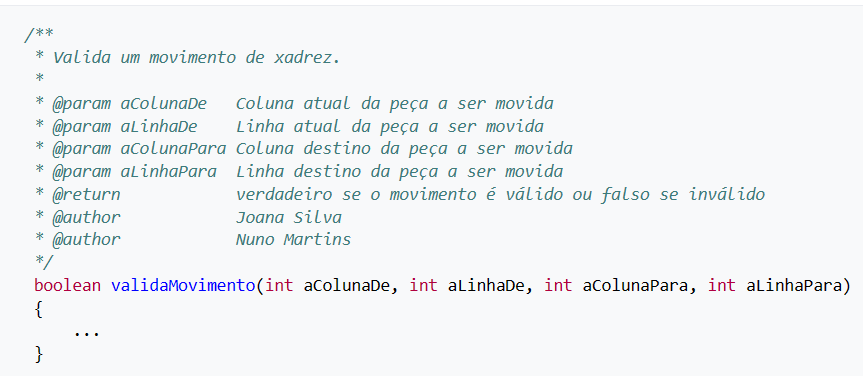 /**
 * Valida um movimento de xadrez.
 *
 * @param aColunaDe   Coluna atual da peça a ser movida
 * @param aLinhaDe    Linha atual da peça a ser movida
 * @param aColunaPara Coluna destino da peça a ser movida
 * @param aLinhaPara  Linha destino da peça a ser movida
 * @return            verdadeiro se o movimento é válido ou falso se inválido
 * @author            Joana Silva
 * @author            Nuno Martins
 */
 boolean validaMovimento(int aColunaDe, int aLinhaDe, int aColunaPara, int aLinhaPara)
 {
     ...
 }